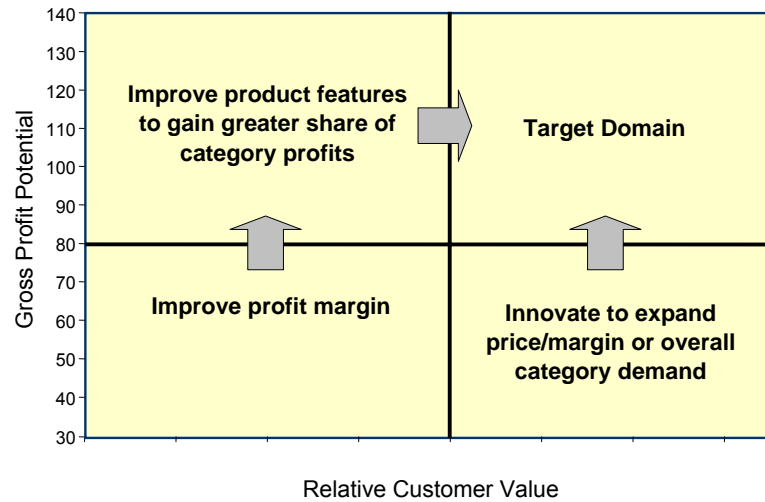 140
130
120
110
100
90
80
70
60
50
40
30
Gross Profit Potential
Improve product features
to gain greater share of
category profits
Target Domain
Improve profit margin
Innovate to expand
price/margin or overall
category demand
Relative Customer Value